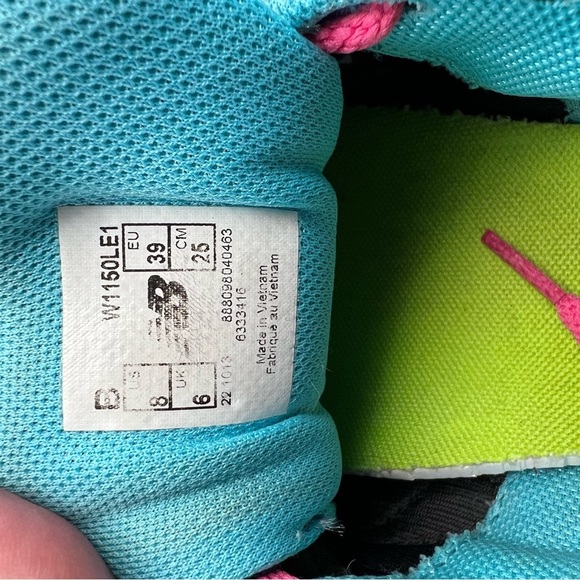 B W1150LE1
US EU
8 39
UK CM
6 25
22 1013 888098040463
6333416
Made in Vietnam
Fabriqué au Vietnam